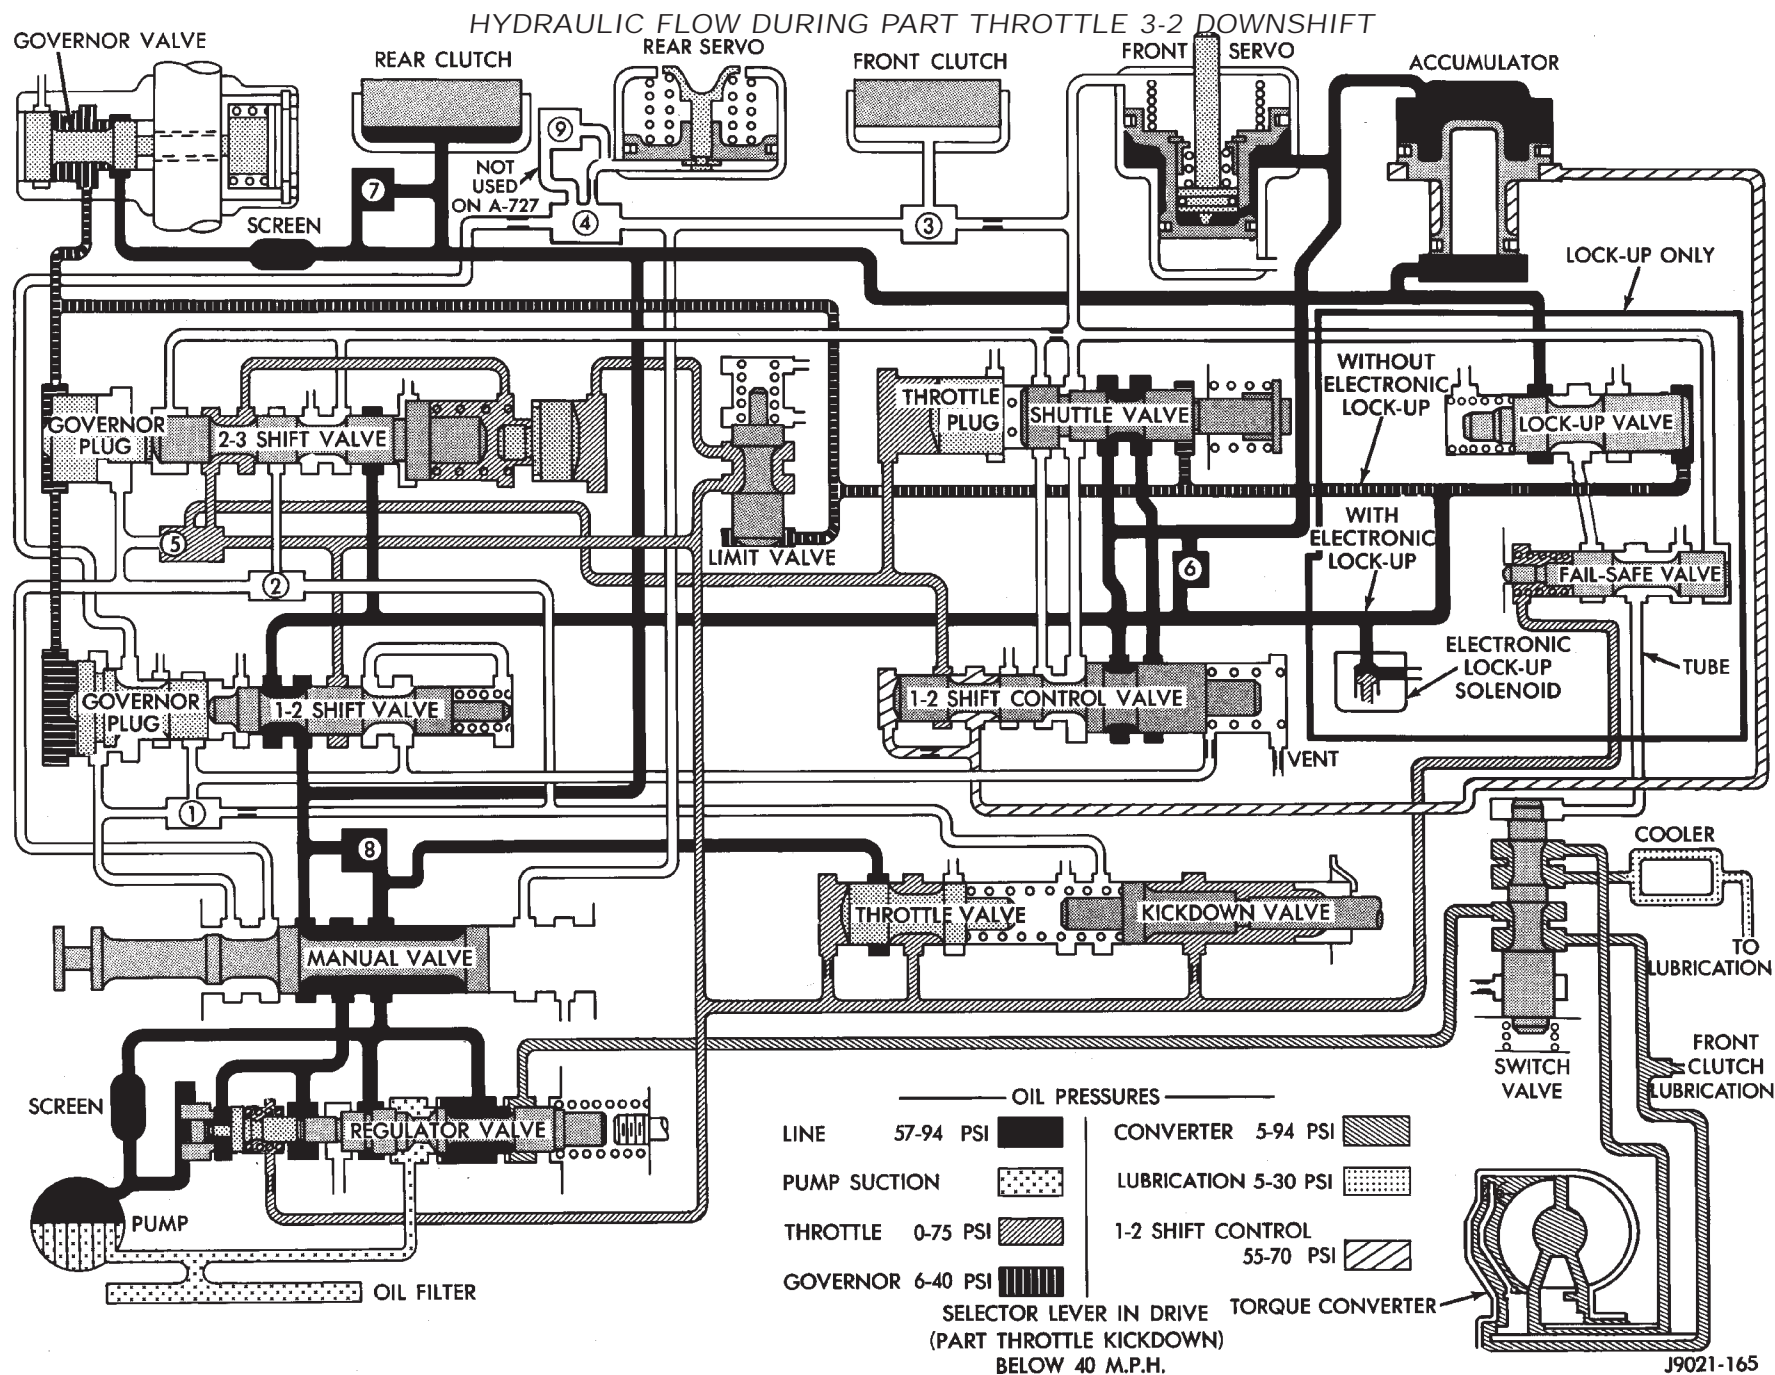 HYDRAULIC FLOW DURING PART THROTTLE 3-2 DOWNSHIFT
GOVERNOR VALVE
REAR CLUTCH
REAR SERVO
FRONT CLUTCH
FRONT SERVO
ACCUMULATOR
9
NOT
USED
ON A-727
7
SCREEN
4
3
LOCK-UP ONLY
WITHOUT
ELECTRONIC
LOCK-UP
GOVERNOR
PLUG
2-3 SHIFT VALVE
THROTTLE
PLUG
SHUTTLE VALVE
LOCK-UP VALVE
WITH
ELECTRONIC
LOCK-UP
5
LIMIT VALVE
2
6
FAIL-SAFE VALVE
ELECTRONIC
LOCK-UP
SOLENOID
TUBE
GOVERNOR
PLUG
1-2 SHIFT VALVE
1-2 SHIFT CONTROL VALVE
VENT
1
8
COOLER
THROTTLE VALVE
KICKDOWN VALVE
MANUAL VALVE
TO
LUBRICATION
SWITCH
VALVE
FRONT
CLUTCH
LUBRICATION
SCREEN
REGULATOR VALVE
OIL PRESSURES
LINE 57-94 PSI
CONVERTER 5-94 PSI
PUMP SUCTION
LUBRICATION 5-30 PSI
PUMP
THROTTLE 0-75 PSI
1-2 SHIFT CONTROL
55-70 PSI
GOVERNOR 6-40 PSI
OIL FILTER
SELECTOR LEVER IN DRIVE
(PART THROTTLE KICKDOWN)
BELOW 40 M.P.H.
TORQUE CONVERTER
J9021-165